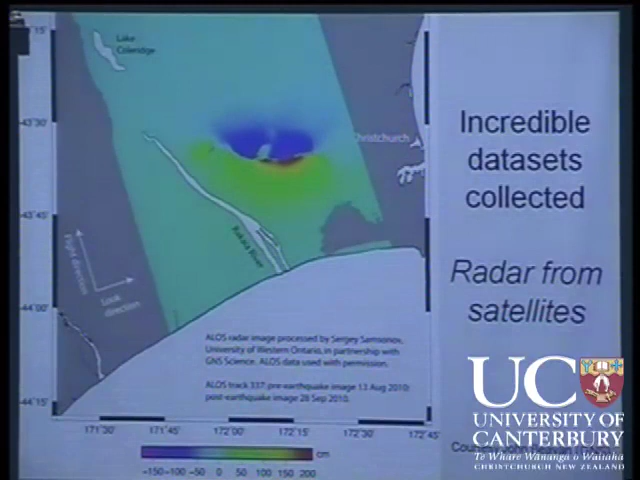 Lake
Coleridge
Christchurch
Rakaia River
Flight direction
Look
direction
-43˚30'
-43˚45'
-44˚00'
-44˚15'
ALOS radar image processed by Sergey Samsonov,
University of Western Ontario, in partnership with
GNS Science. ALOS data used with permission.
ALOS track 337: pre-earthquake image 13 Aug 2010;
post-earthquake image 28 Sep 2010.
171˚30'
171˚45'
172˚00'
172˚15'
172˚30'
172˚45'
cm
-150
-100
-50
0
50
100
150
200
Incredible
datasets
collected
Radar from
satellites
UC
UNIVERSITY OF
CANTERBURY
Te Whare Wānanga o Waitaha
CHRISTCHURCH NEW ZEALAND